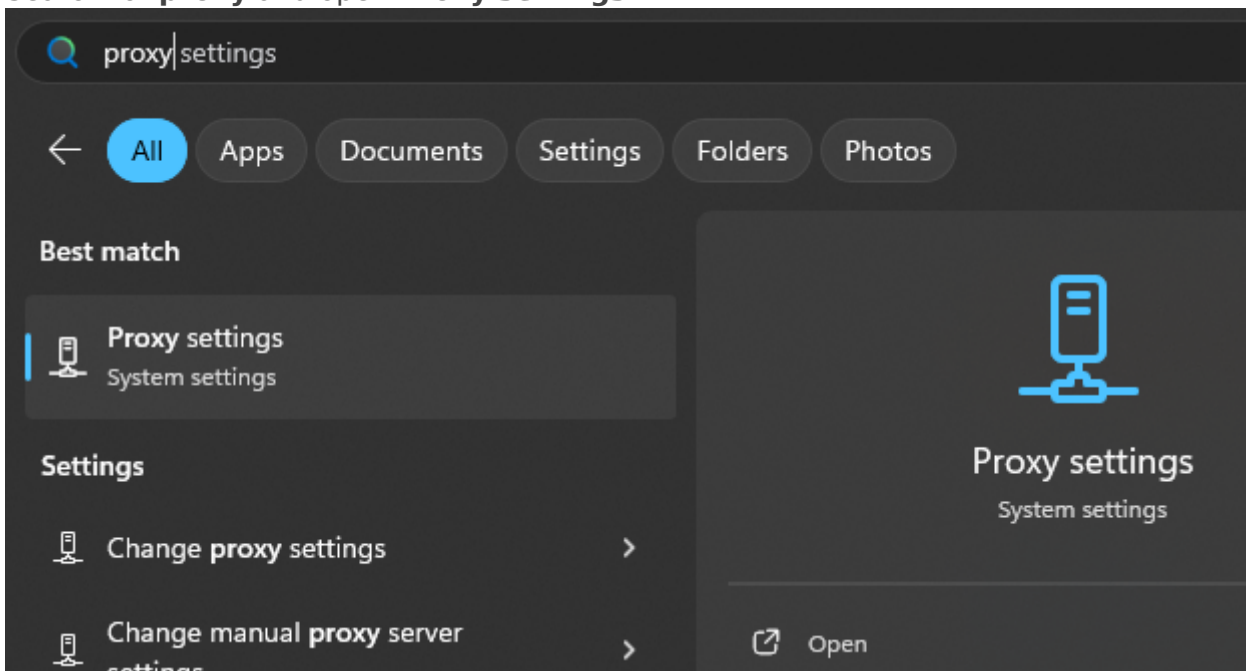 proxy settings
All Apps Documents Settings Folders Photos
Best match
Proxy settings
System settings
Settings
Change proxy settings
Change manual proxy server
settings
Proxy settings
System settings
Open